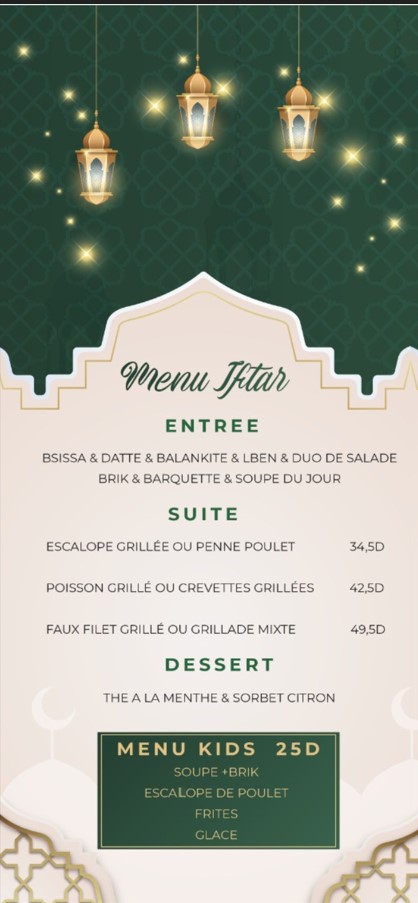 Menu Iftar
ENTREE
BSISSA & DATTE & BALANKITE & LBEN & DUO DE SALADE
BRIK & BARQUETTE & SOUPE DU JOUR
SUITE
ESCALOPE GRILLÉE OU PENNE POULET 34,5D
POISSON GRILLÉ OU CREVETTES GRILLÉES 42,5D
FAUX FILET GRILLÉ OU GRILLADE MIXTE 49,5D
DESSERT
THE A LA MENTHE & SORBET CITRON
MENU KIDS 25D
SOUPE +BRIK
ESCALOPE DE POULET
FRITES
GLACE